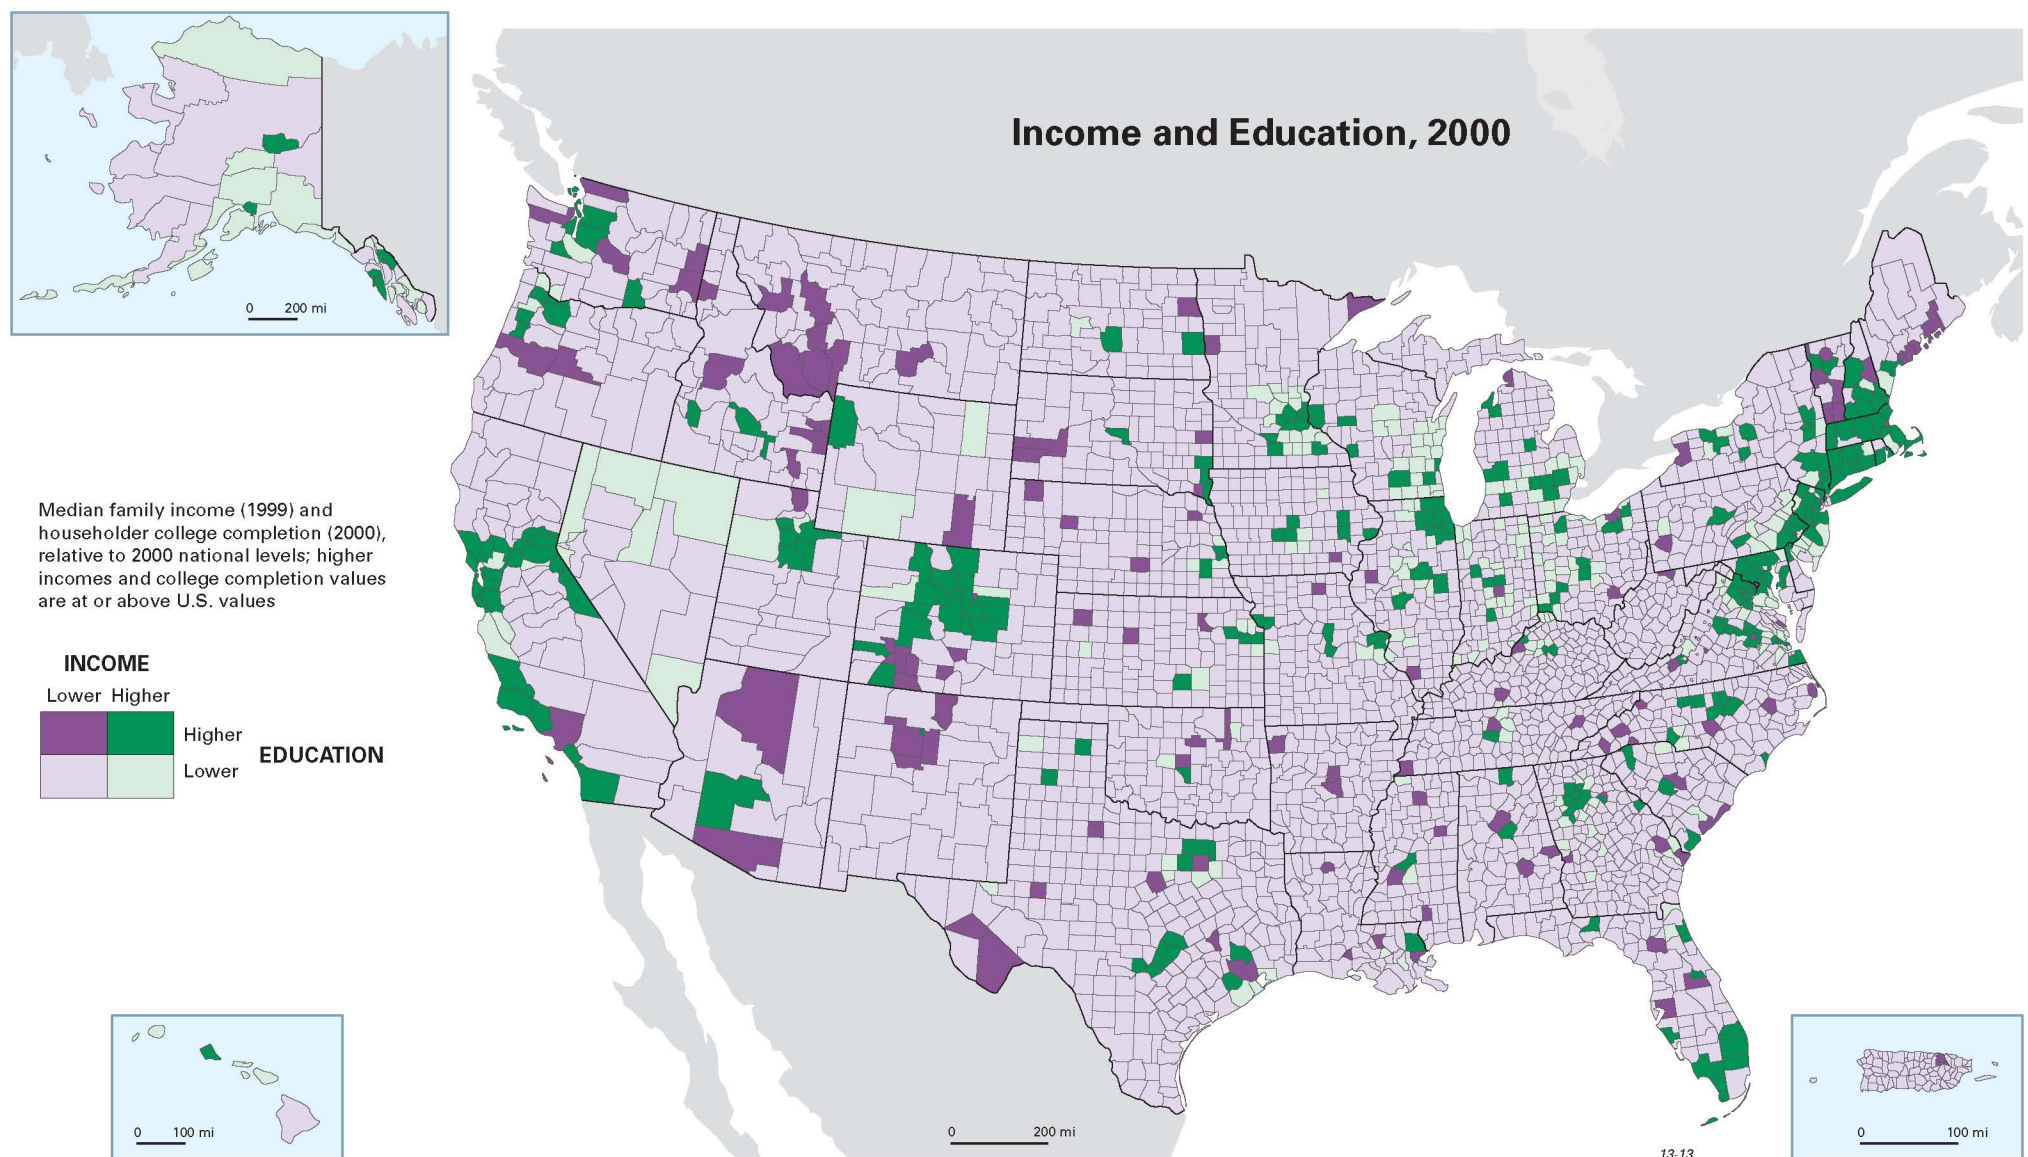 Income and Education, 2000
0 200 mi
Median family income (1999) and
householder college completion (2000),
relative to 2000 national levels; higher
incomes and college completion values
are at or above U.S. values
INCOME
Lower Higher
Higher
EDUCATION
Lower
0 100 mi
0 200 mi
0 100 mi
13-13